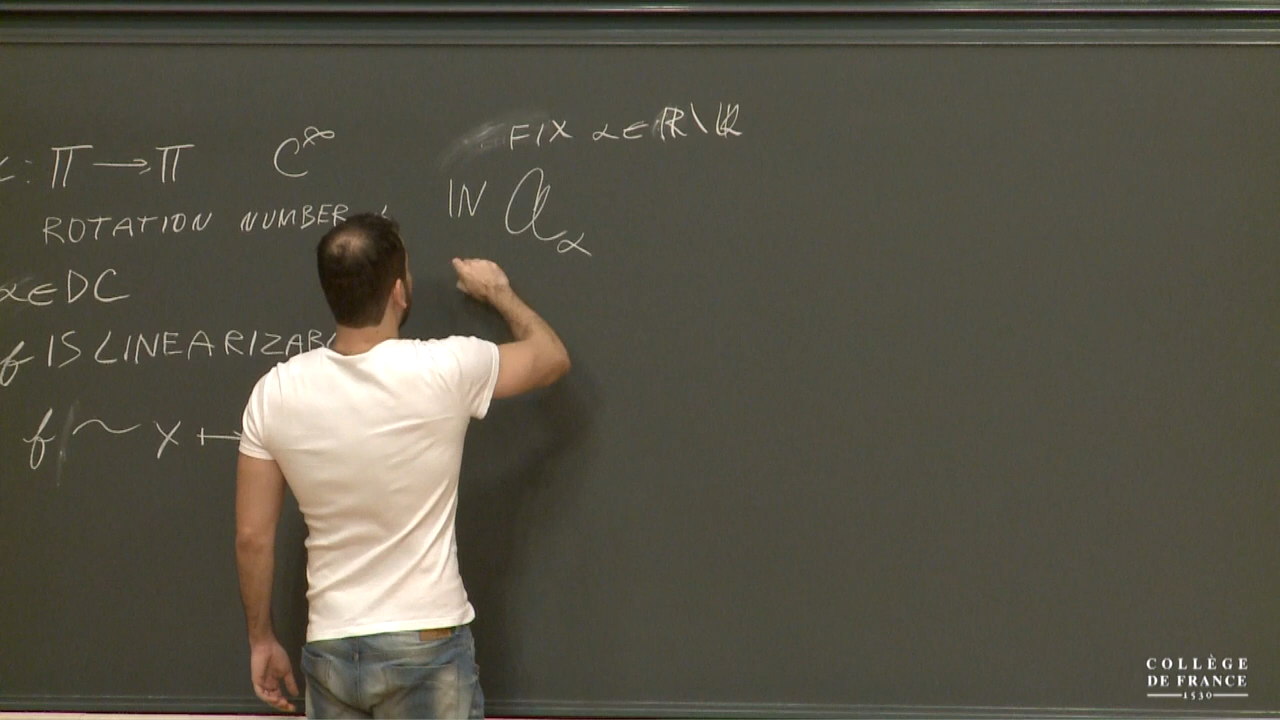 : 𝕋 → 𝕋 C^∞
ROTATION NUMBER
α ∈ DC
f IS LINEARIZAB
f ~ x ↦
FIX α ∈ ℝ \ ℚ
IN 𝒜_α
COLLÈGE
DE FRANCE
1530